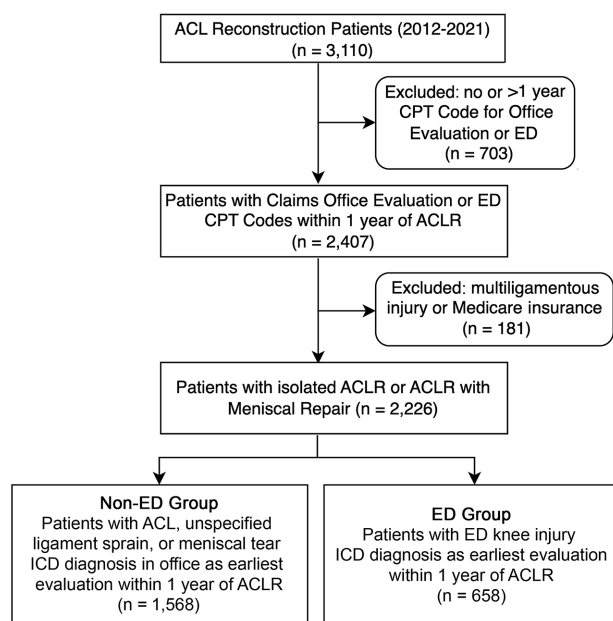 ACL Reconstruction Patients (2012-2021)
(n = 3,110)
Excluded: no or >1 year
CPT Code for Office
Evaluation or ED
(n = 703)
Patients with Claims Office Evaluation or ED
CPT Codes within 1 year of ACLR
(n = 2,407)
Excluded: multiligamentous
injury or Medicare insurance
(n = 181)
Patients with isolated ACLR or ACLR with
Meniscal Repair (n = 2,226)
Non-ED Group
Patients with ACL, unspecified
ligament sprain, or meniscal tear
ICD diagnosis in office as earliest
evaluation within 1 year of ACLR
(n = 1,568)
ED Group
Patients with ED knee injury
ICD diagnosis as earliest evaluation
within 1 year of ACLR
(n = 658)